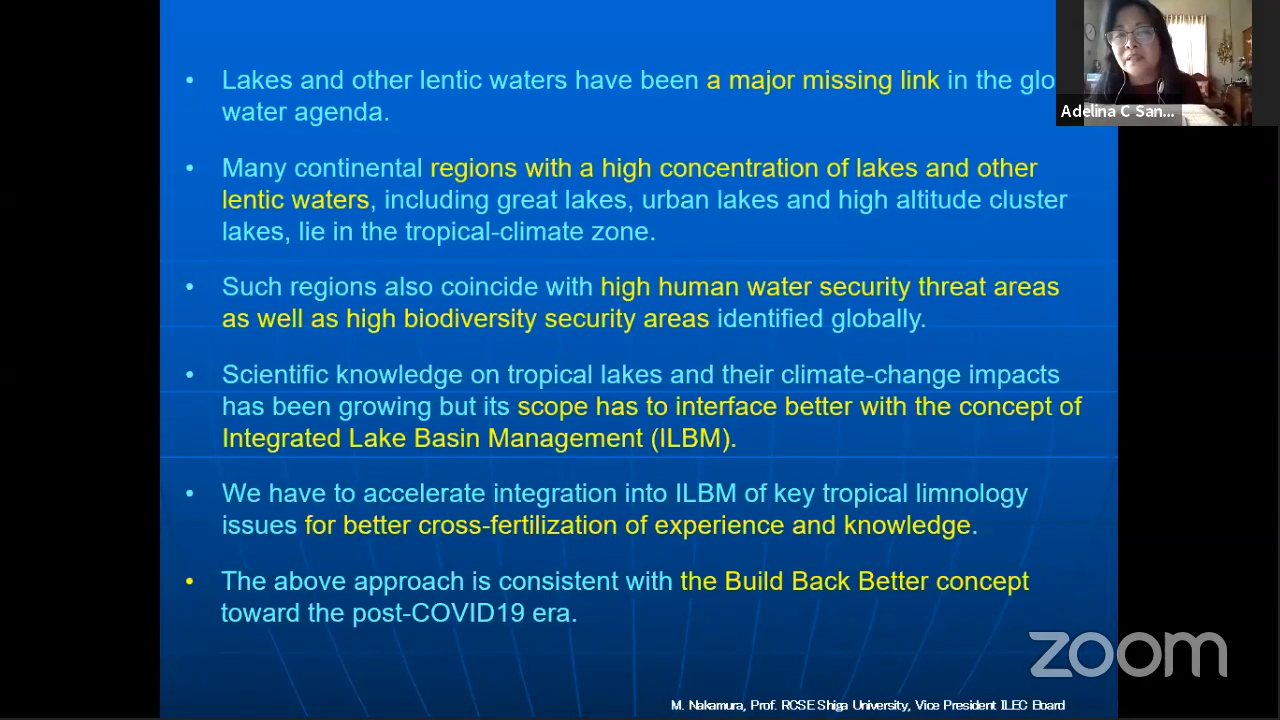 • Lakes and other lentic waters have been a major missing link in the glo
water agenda.
• Many continental regions with a high concentration of lakes and other
lentic waters, including great lakes, urban lakes and high altitude cluster
lakes, lie in the tropical-climate zone.
• Such regions also coincide with high human water security threat areas
as well as high biodiversity security areas identified globally.
• Scientific knowledge on tropical lakes and their climate-change impacts
has been growing but its scope has to interface better with the concept of
Integrated Lake Basin Management (ILBM).
• We have to accelerate integration into ILBM of key tropical limnology
issues for better cross-fertilization of experience and knowledge.
• The above approach is consistent with the Build Back Better concept
toward the post-COVID19 era.
Adelina C San...
zoom
M. Nakamura, Prof. RCSE Shiga University, Vice President ILEC Board